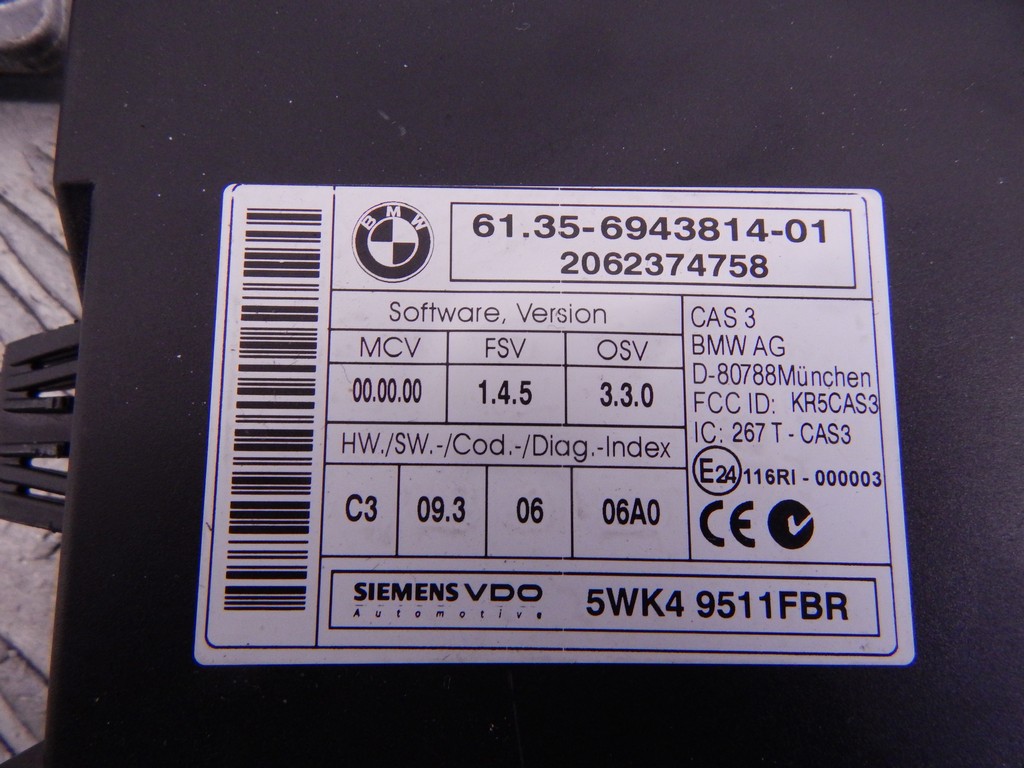 BMW
61.35-6943814-01
2062374758
Software, Version
MCV FSV OSV
00.00.00 1.4.5 3.3.0
HW./SW.-/Cod.-/Diag.-Index
C3 09.3 06 06A0
CAS 3
BMW AG
D-80788München
FCC ID: KR5CAS3
IC: 267 T - CAS3
E24 116RI - 000003
CE
SIEMENS VDO
Automotive
5WK4 9511FBR